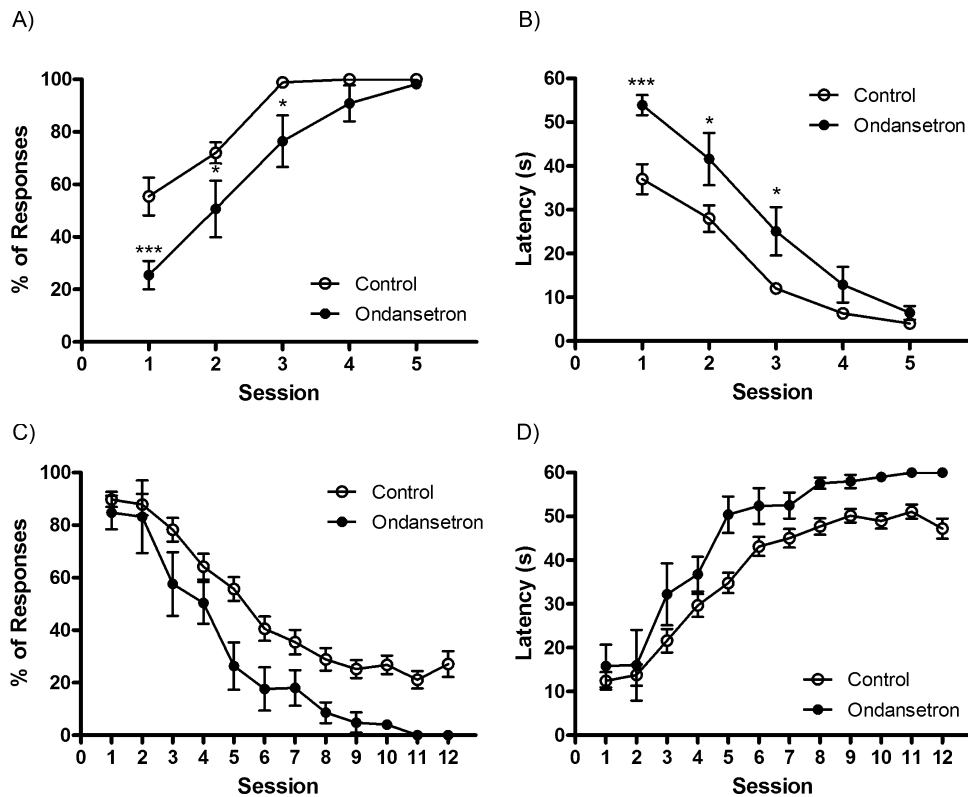 A)
% of Responses
100
80
60
40
20
0
***
*
*
Control
Ondansetron
0 1 2 3 4 5
Session
B)
Latency (s)
60
50
40
30
20
10
0
***
*
*
Control
Ondansetron
0 1 2 3 4 5
Session
C)
% of Responses
100
80
60
40
20
0
Control
Ondansetron
0 1 2 3 4 5 6 7 8 9 10 11 12
Session
D)
Latency (s)
60
50
40
30
20
10
0
Control
Ondansetron
0 1 2 3 4 5 6 7 8 9 10 11 12
Session